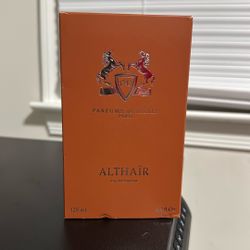 PARFUMS DE MARLY
PARIS
ALTHAÏR
EAU DE PARFUM
125 ml